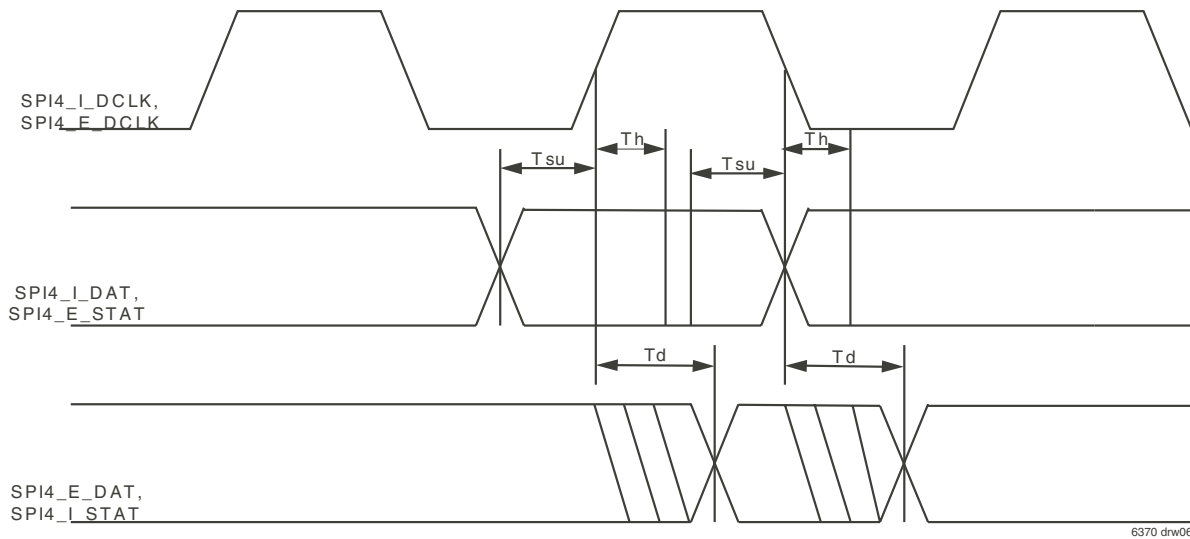 SPI4_I_DCLK,
SPI4_E_DCLK
Tsu
Th
Tsu
Th
SPI4_I_DAT,
SPI4_E_STAT
Td
Td
SPI4_E_DAT,
SPI4_I_STAT
6370 drw06